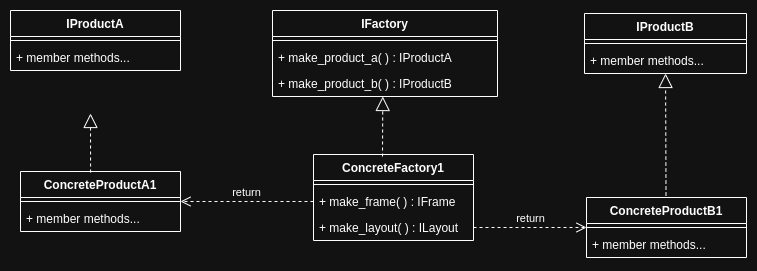 IProductA
+ member methods...
IFactory
+ make_product_a( ) : IProductA
+ make_product_b( ) : IProductB
IProductB
+ member methods...
ConcreteProductA1
+ member methods...
return
ConcreteFactory1
+ make_frame( ) : IFrame
+ make_layout( ) : ILayout
return
ConcreteProductB1
+ member methods...